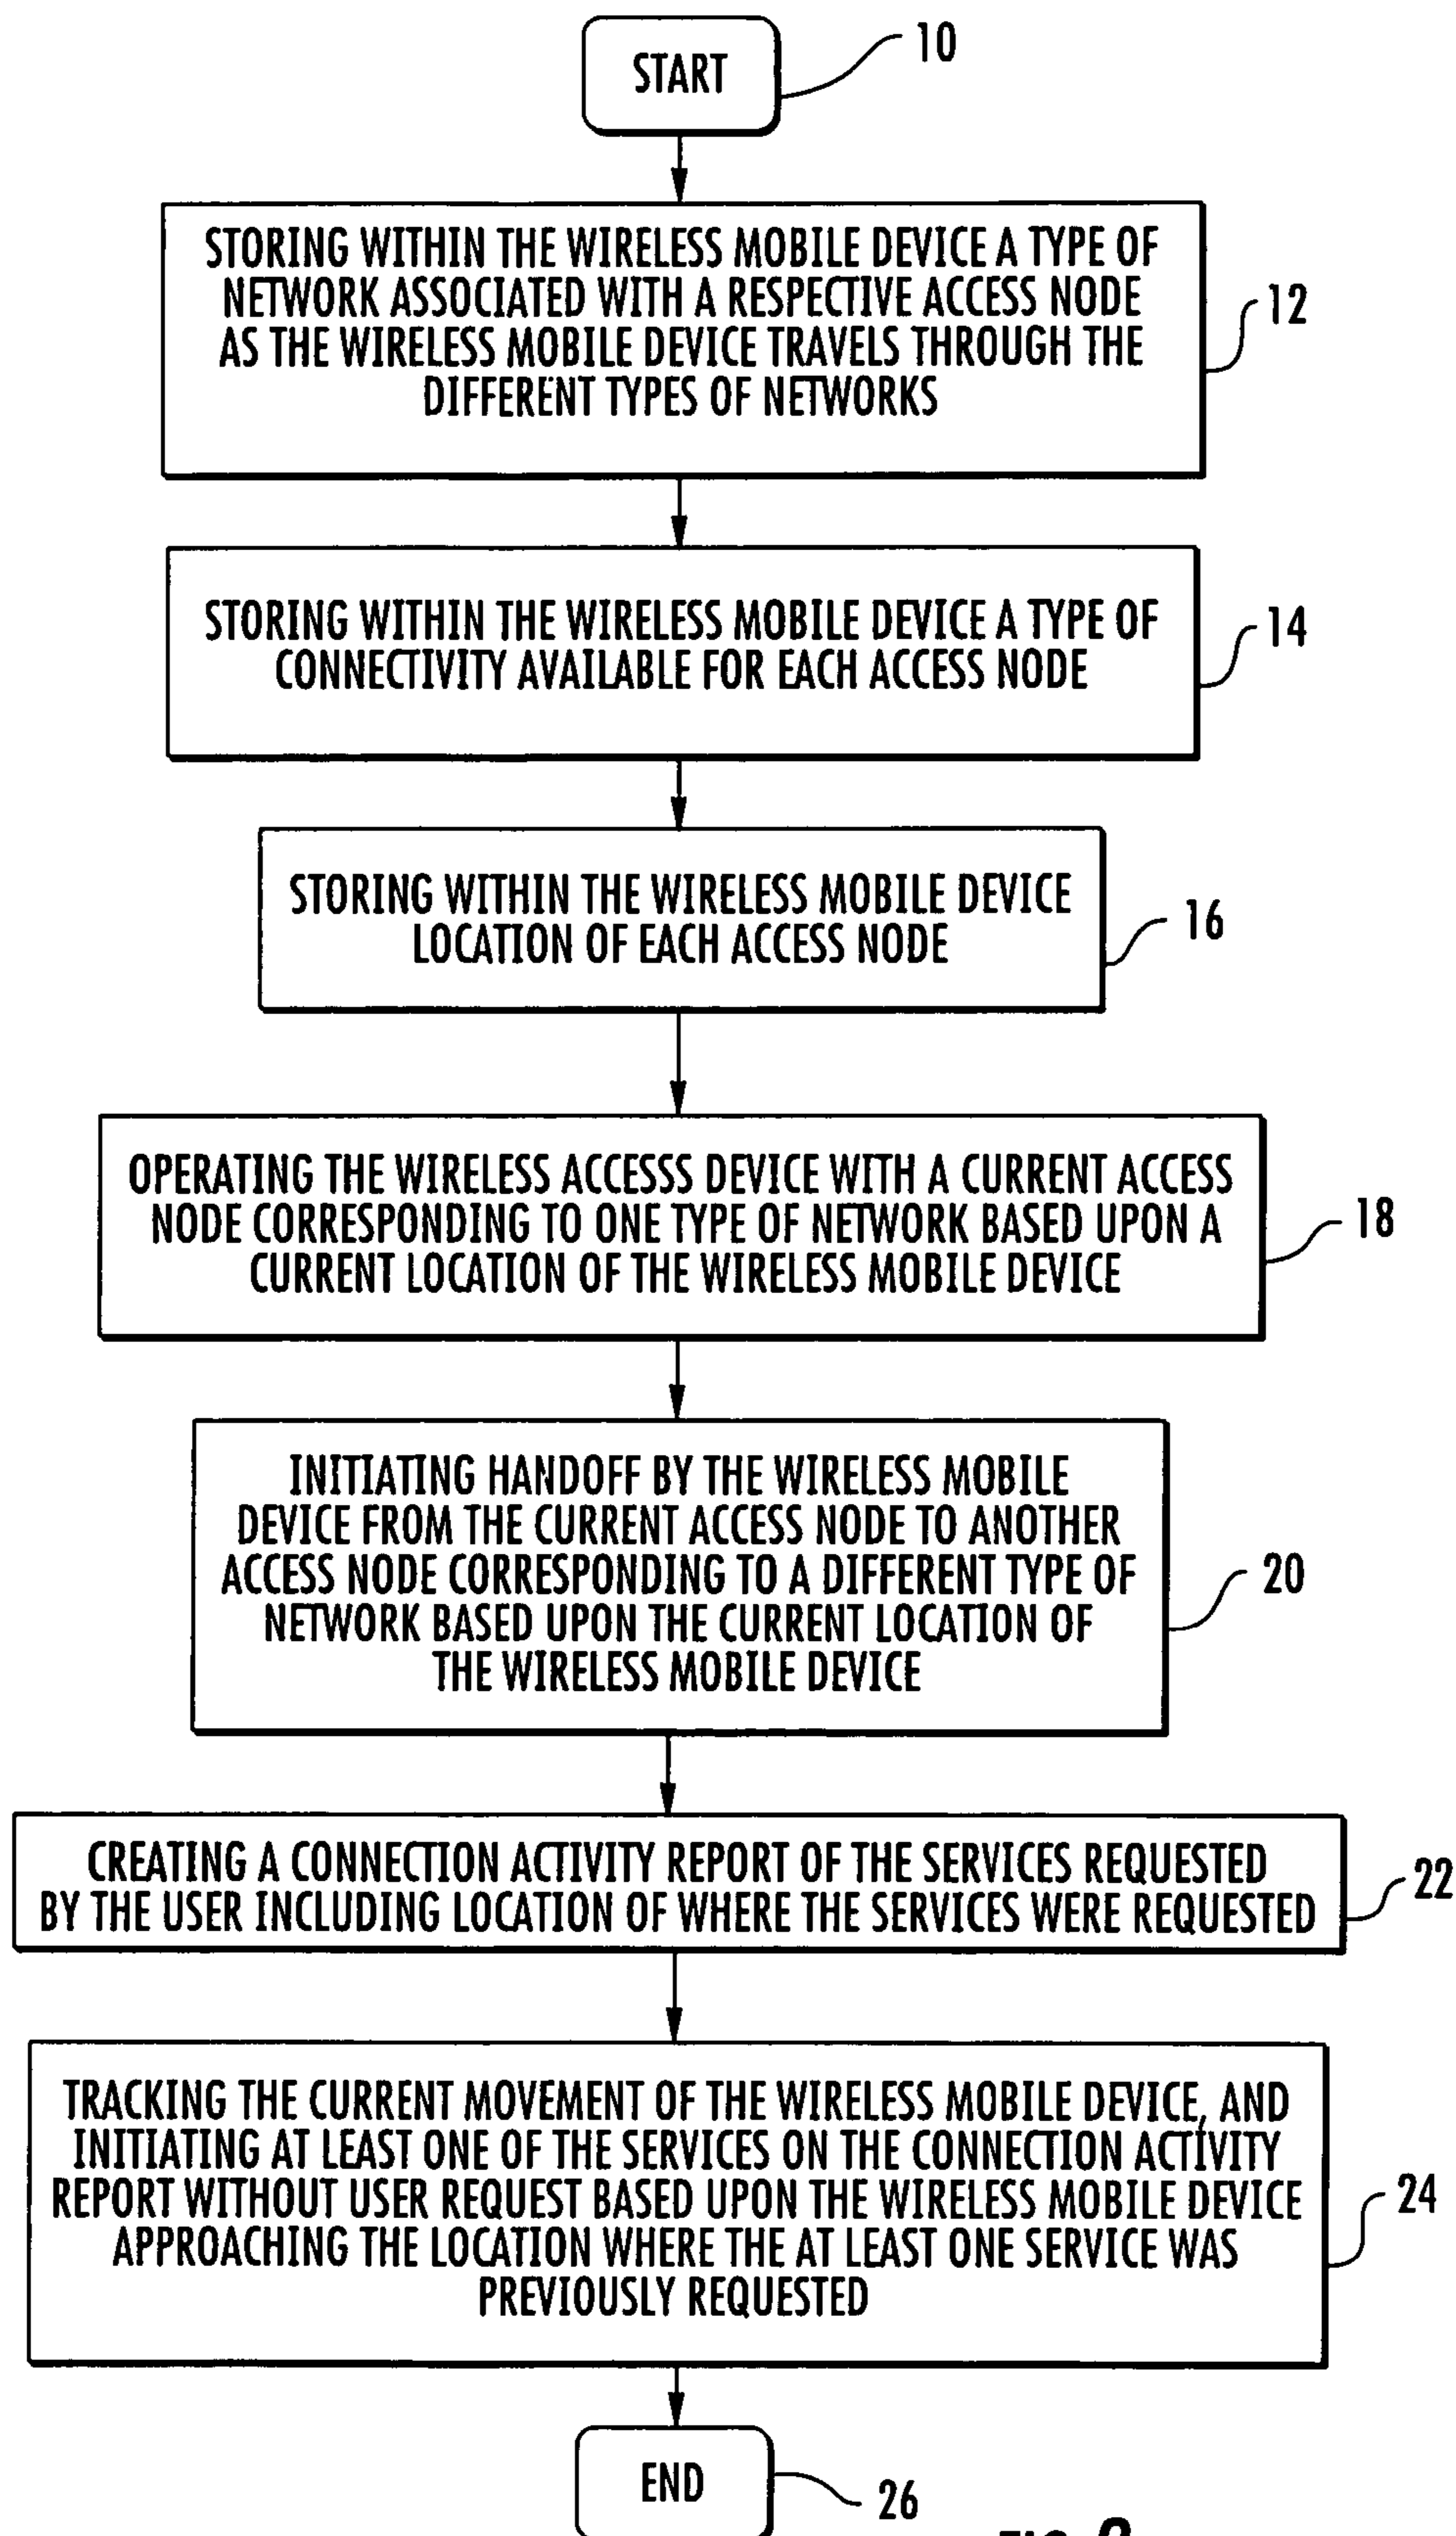 START
10
STORING WITHIN THE WIRELESS MOBILE DEVICE A TYPE OF
NETWORK ASSOCIATED WITH A RESPECTIVE ACCESS NODE
AS THE WIRELESS MOBILE DEVICE TRAVELS THROUGH THE
DIFFERENT TYPES OF NETWORKS
12
STORING WITHIN THE WIRELESS MOBILE DEVICE A TYPE OF
CONNECTIVITY AVAILABLE FOR EACH ACCESS NODE
14
STORING WITHIN THE WIRELESS MOBILE DEVICE
LOCATION OF EACH ACCESS NODE
16
OPERATING THE WIRELESS ACCESSS DEVICE WITH A CURRENT ACCESS
NODE CORRESPONDING TO ONE TYPE OF NETWORK BASED UPON A
CURRENT LOCATION OF THE WIRELESS MOBILE DEVICE
18
INITIATING HANDOFF BY THE WIRELESS MOBILE
DEVICE FROM THE CURRENT ACCESS NODE TO ANOTHER
ACCESS NODE CORRESPONDING TO A DIFFERENT TYPE OF
NETWORK BASED UPON THE CURRENT LOCATION OF
THE WIRELESS MOBILE DEVICE
20
CREATING A CONNECTION ACTIVITY REPORT OF THE SERVICES REQUESTED
BY THE USER INCLUDING LOCATION OF WHERE THE SERVICES WERE REQUESTED
22
TRACKING THE CURRENT MOVEMENT OF THE WIRELESS MOBILE DEVICE, AND
INITIATING AT LEAST ONE OF THE SERVICES ON THE CONNECTION ACTIVITY
REPORT WITHOUT USER REQUEST BASED UPON THE WIRELESS MOBILE DEVICE
APPROACHING THE LOCATION WHERE THE AT LEAST ONE SERVICE WAS
PREVIOUSLY REQUESTED
24
END
26